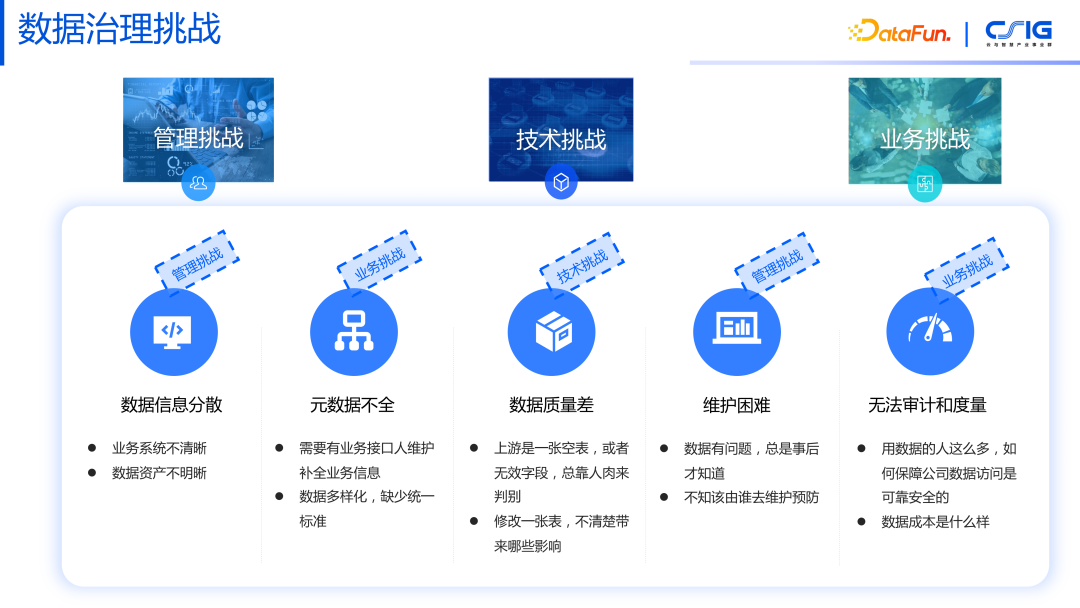 数据治理挑战
DataFun.
CSIG
云与智慧产业事业群
管理挑战
技术挑战
业务挑战
管理挑战
业务挑战
技术挑战
管理挑战
业务挑战
数据信息分散
● 业务系统不清晰
● 数据资产不明晰
元数据不全
● 需要有业务接口人维护
补全业务信息
● 数据多样化，缺少统一
标准
数据质量差
● 上游是一张空表，或者
无效字段，总靠人肉来
判别
● 修改一张表，不清楚带
来哪些影响
维护困难
● 数据有问题，总是事后
才知道
● 不知该由谁去维护预防
无法审计和度量
● 用数据的人这么多，如
何保障公司数据访问是
可靠安全的
● 数据成本是什么样